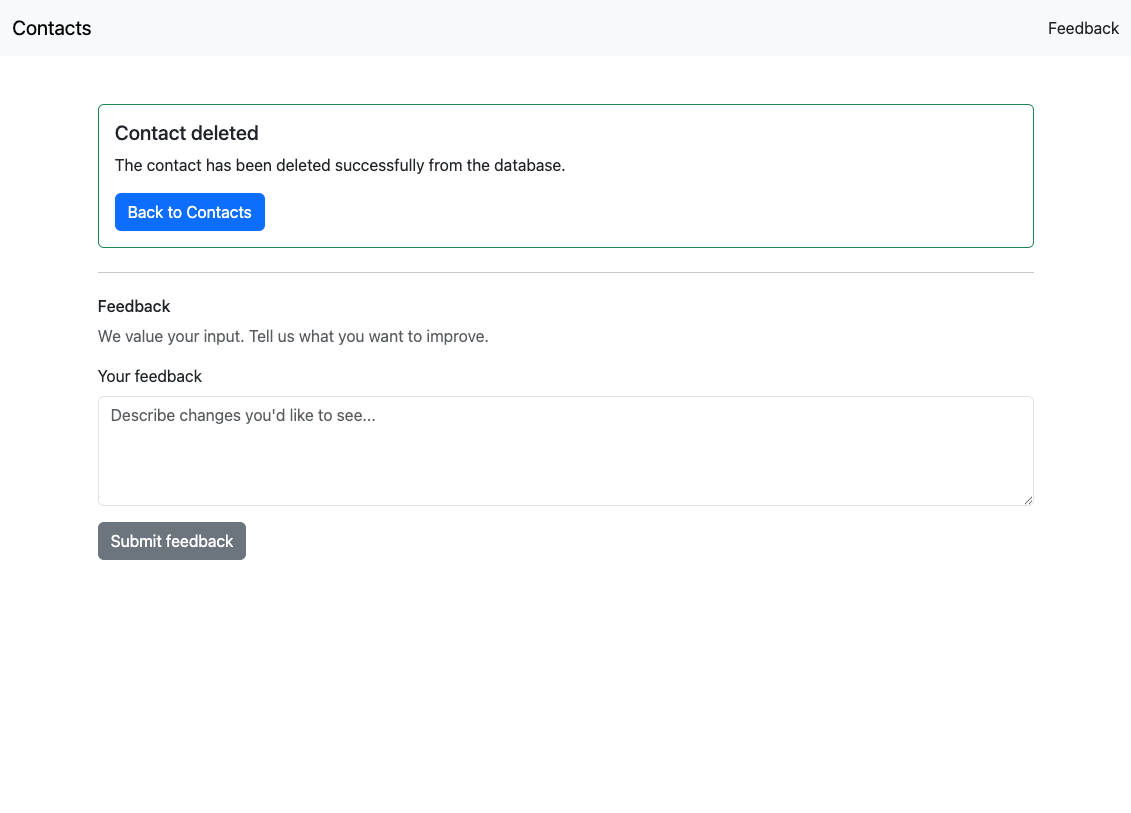 Contacts
Feedback
Contact deleted
The contact has been deleted successfully from the database.
Back to Contacts
Feedback
We value your input. Tell us what you want to improve.
Your feedback
Describe changes you'd like to see...
Submit feedback